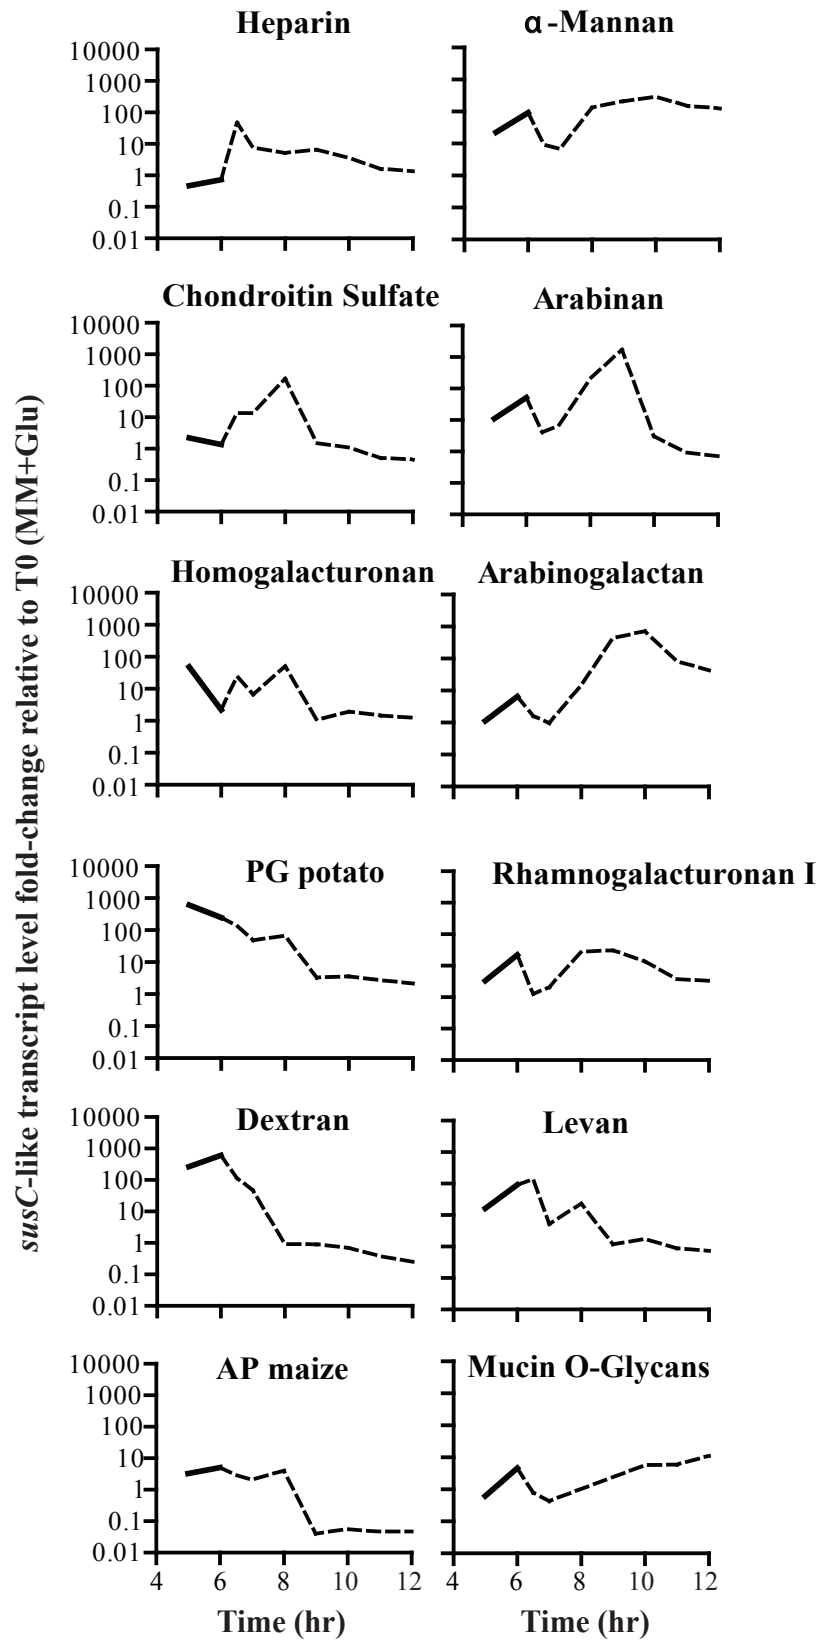 Heparin
α-Mannan
10000
1000
100
10
1
0.1
0.01
Chondroitin Sulfate
Arabinan
10000
1000
100
10
1
0.1
0.01
Homogalacturonan
Arabinogalactan
10000
1000
100
10
1
0.1
0.01
PG potato
Rhamnogalacturonan I
10000
1000
100
10
1
0.1
0.01
Dextran
Levan
10000
1000
100
10
1
0.1
0.01
AP maize
Mucin O-Glycans
10000
1000
100
10
1
0.1
0.01
4 6 8 10 12
4 6 8 10 12
Time (hr)
Time (hr)
susC-like transcript level fold-change relative to T0 (MM+Glu)